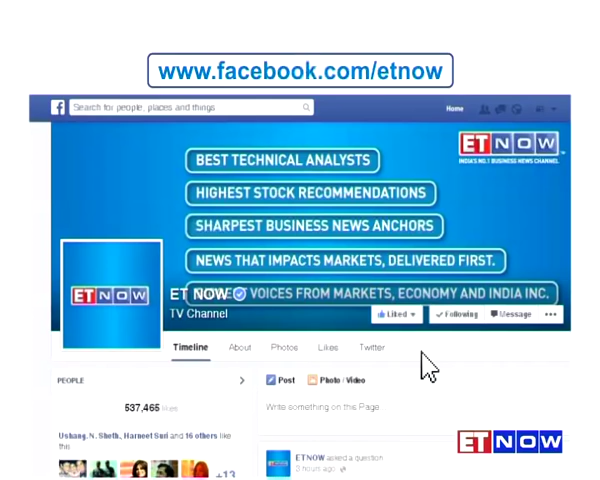 www.facebook.com/etnow
Search for people, places and things
Home
ET NOW
INDIA'S NO.1 BUSINESS NEWS CHANNEL
BEST TECHNICAL ANALYSTS
HIGHEST STOCK RECOMMENDATIONS
SHARPEST BUSINESS NEWS ANCHORS
NEWS THAT IMPACTS MARKETS, DELIVERED FIRST.
VOICES FROM MARKETS, ECONOMY AND INDIA INC.
ET NOW
ET NOW
TV Channel
Liked
Following
Message
Timeline About Photos Likes Twitter
PEOPLE
537,465 likes
Ushang. N. Sheth, Harneet Suri and 16 others like
this
+13
Post Photo / Video
Write something on this Page
ETNOW asked a question
2 hours ago
ET NOW